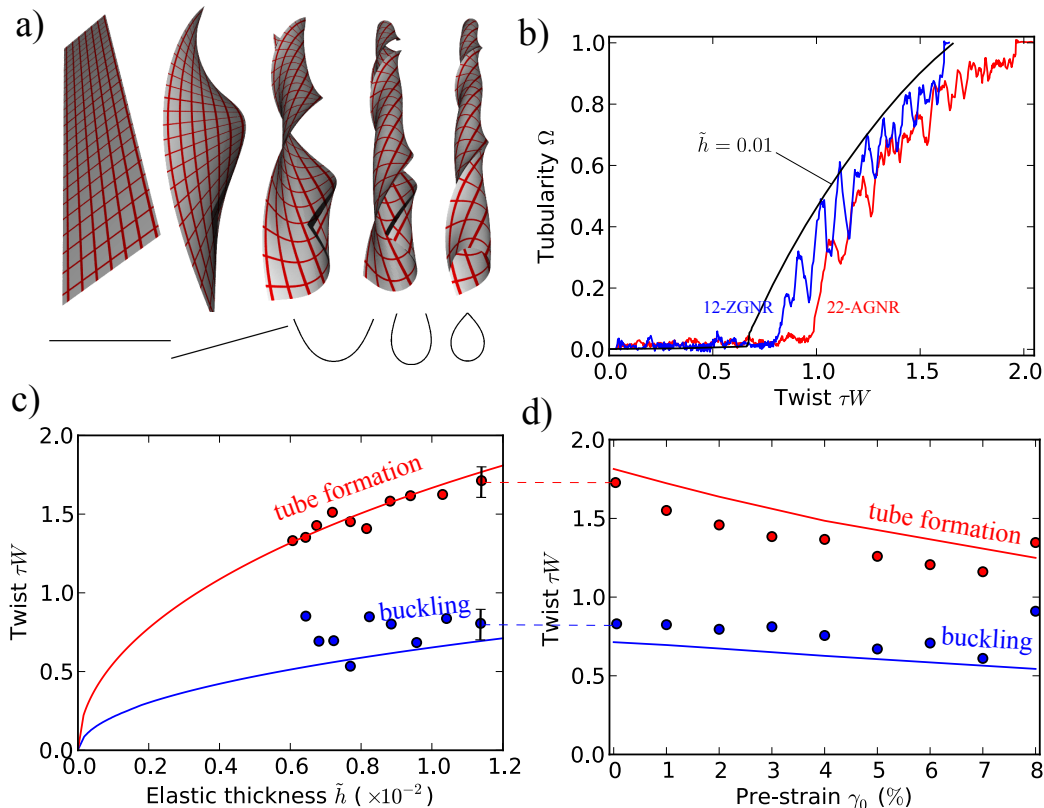 a)
b)
Tubularity Ω
1.0
0.8
0.6
0.4
0.2
0.0
h̃ = 0.01
12-ZGNR
22-AGNR
0.0 0.5 1.0 1.5 2.0
Twist τW
c)
Twist τW
2.0
1.5
1.0
0.5
0.0
tube formation
buckling
0.0 0.2 0.4 0.6 0.8 1.0 1.2
Elastic thickness h̃ (×10⁻²)
d)
Twist τW
2.0
1.5
1.0
0.5
0.0
tube formation
buckling
0 1 2 3 4 5 6 7 8
Pre-strain γ₀ (%)